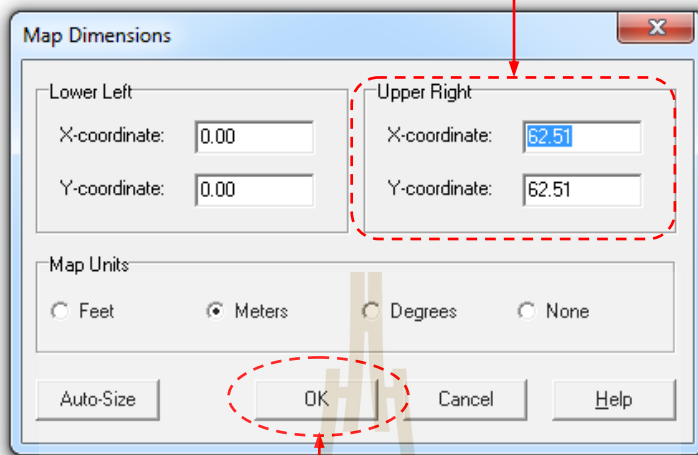 Map Dimensions
Lower Left
X-coordinate: 0.00
Y-coordinate: 0.00
Upper Right
X-coordinate: 62.51
Y-coordinate: 62.51
Map Units
Feet Meters Degrees None
Auto-Size OK Cancel Help